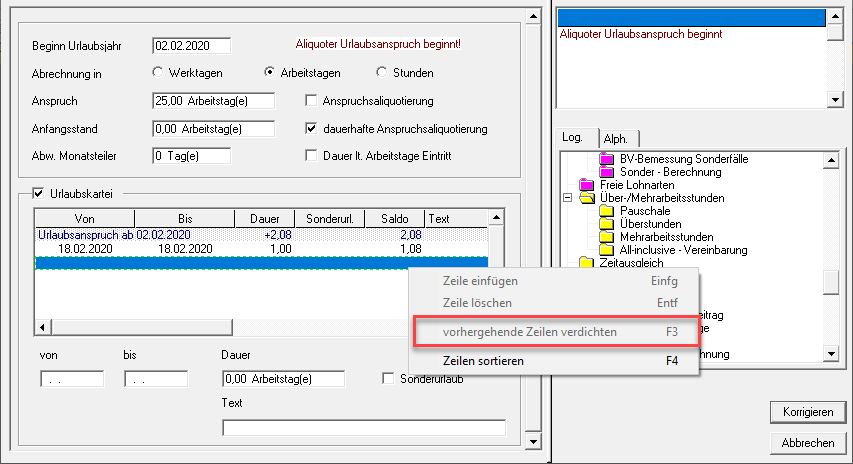 Beginn Urlaubsjahr 02.02.2020 Aliquoter Urlaubsanspruch beginnt!
Abrechnung in Werktagen Arbeitstagen Stunden
Anspruch 25,00 Arbeitstag(e) Anspruchsaliquotierung
Anfangsstand 0,00 Arbeitstag(e) dauerhafte Anspruchsaliquotierung
Abw. Monatsteiler 0 Tag(e) Dauer lt. Arbeitstage Eintritt
Urlaubskartei
Von Bis Dauer Sonderurl. Saldo Text
Urlaubsanspruch ab 02.02.2020 +2,08 2,08
18.02.2020 18.02.2020 1,00 1,08
von bis Dauer
. . . . 0,00 Arbeitstag(e) Sonderurlaub
Text
Zeile einfügen Einfg
Zeile löschen Entf
vorhergehende Zeilen verdichten F3
Zeilen sortieren F4
Aliquoter Urlaubsanspruch beginnt
Log. Alph.
BV-Bemessung Sonderfälle
Sonder - Berechnung
Freie Lohnarten
Über-/Mehrarbeitsstunden
Pauschale
Überstunden
Mehrarbeitsstunden
All-inclusive - Vereinbarung
Zeitausgleich
eitrag
ge
hnung
Korrigieren
Abbrechen